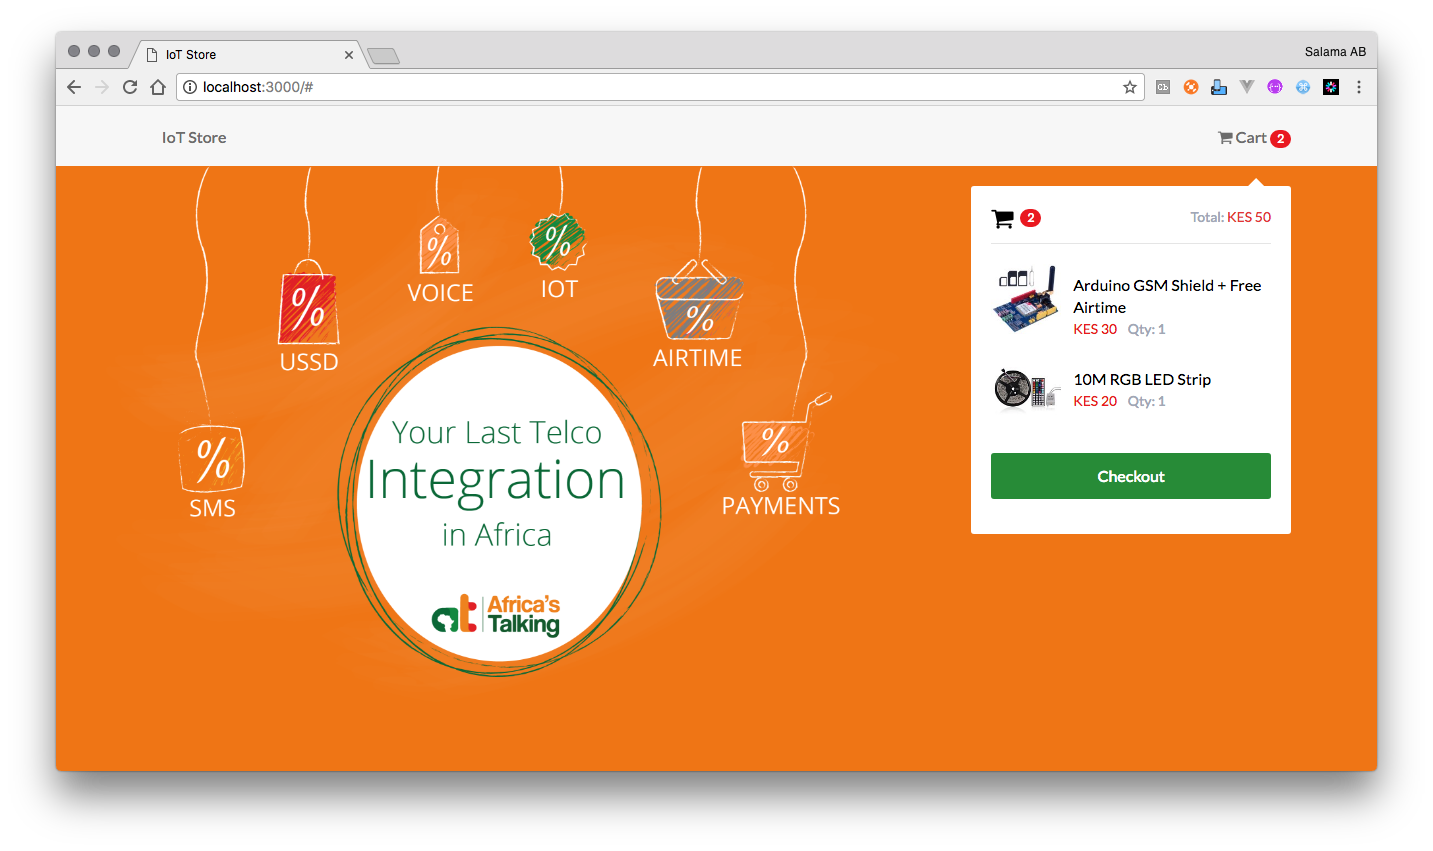 IoT Store
Salama AB
localhost:3000/#
IoT Store
Cart 2
2
Total: KES 50
Arduino GSM Shield + Free
Airtime
KES 30 Qty: 1
10M RGB LED Strip
KES 20 Qty: 1
Checkout
%
SMS
%
USSD
%
VOICE
%
IOT
%
AIRTIME
%
PAYMENTS
Your Last Telco
Integration
in Africa
at Africa's
Talking